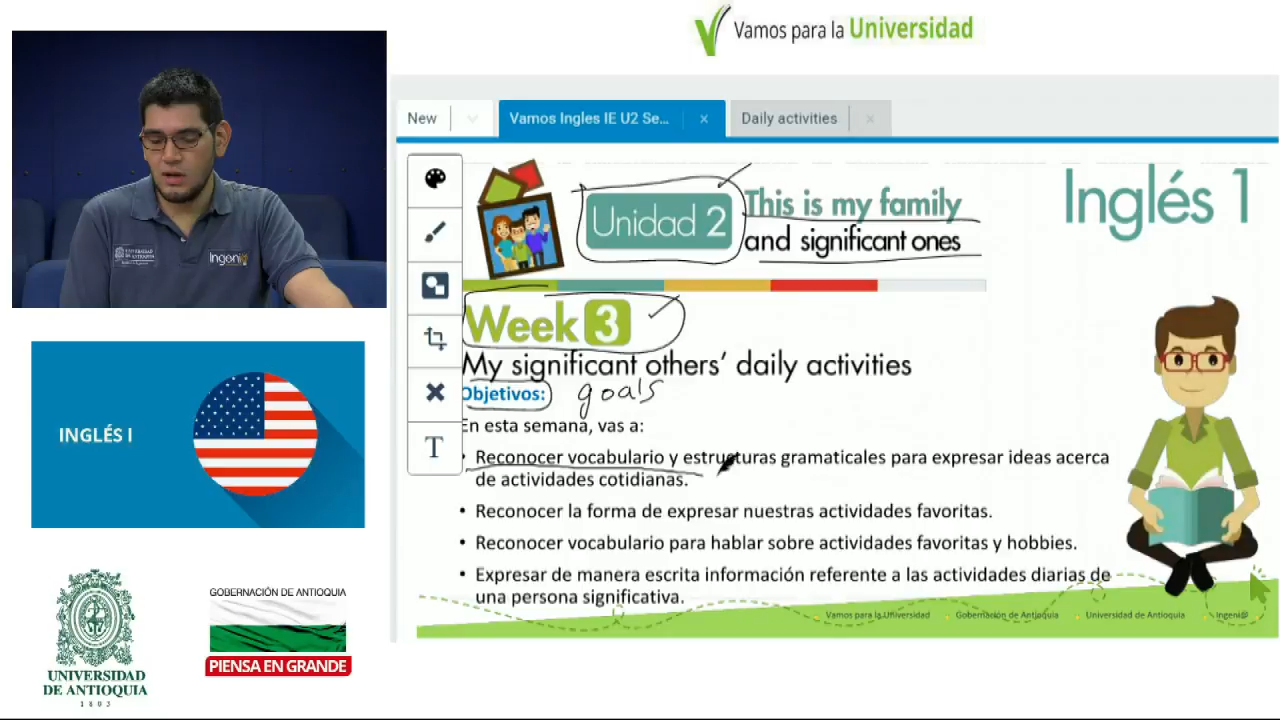 Vamos para la Universidad
New
Vamos Ingles IE U2 Se...
Daily activities
Unidad 2
This is my family
and significant ones
Inglés 1
Week 3
My significant others' daily activities
Objetivos:
goals
En esta semana, vas a:
• Reconocer vocabulario y estructuras gramaticales para expresar ideas acerca
de actividades cotidianas.
• Reconocer la forma de expresar nuestras actividades favoritas.
• Reconocer vocabulario para hablar sobre actividades favoritas y hobbies.
• Expresar de manera escrita información referente a las actividades diarias de
una persona significativa.
Vamos para la Universidad
Gobernación de Antioquia
Universidad de Antioquia
Ingeni@
T
INGLÉS I
UNIVERSIDAD
DE ANTIOQUIA
1803
GOBERNACIÓN DE ANTIOQUIA
PIENSA EN GRANDE
Ingeni@